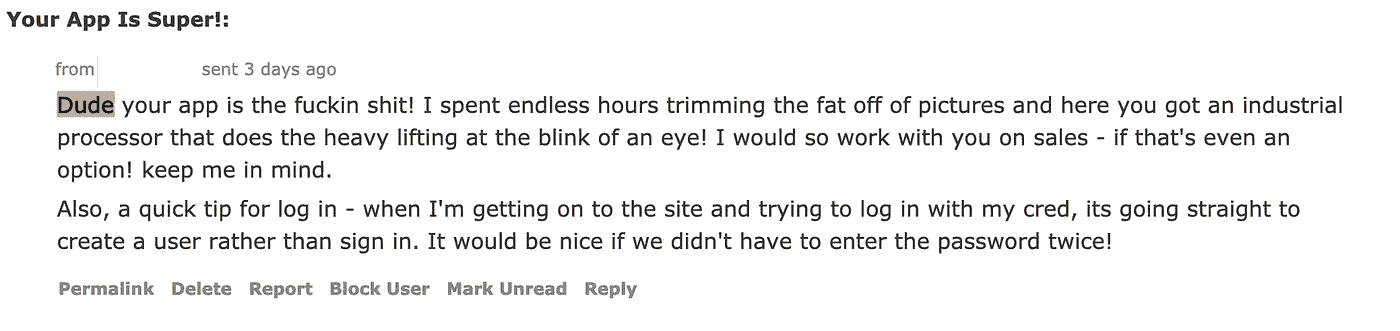 Your App Is Super!:
from sent 3 days ago
Dude your app is the fuckin shit! I spent endless hours trimming the fat off of pictures and here you got an industrial
processor that does the heavy lifting at the blink of an eye! I would so work with you on sales - if that's even an
option! keep me in mind.
Also, a quick tip for log in - when I'm getting on to the site and trying to log in with my cred, its going straight to
create a user rather than sign in. It would be nice if we didn't have to enter the password twice!
Permalink Delete Report Block User Mark Unread Reply